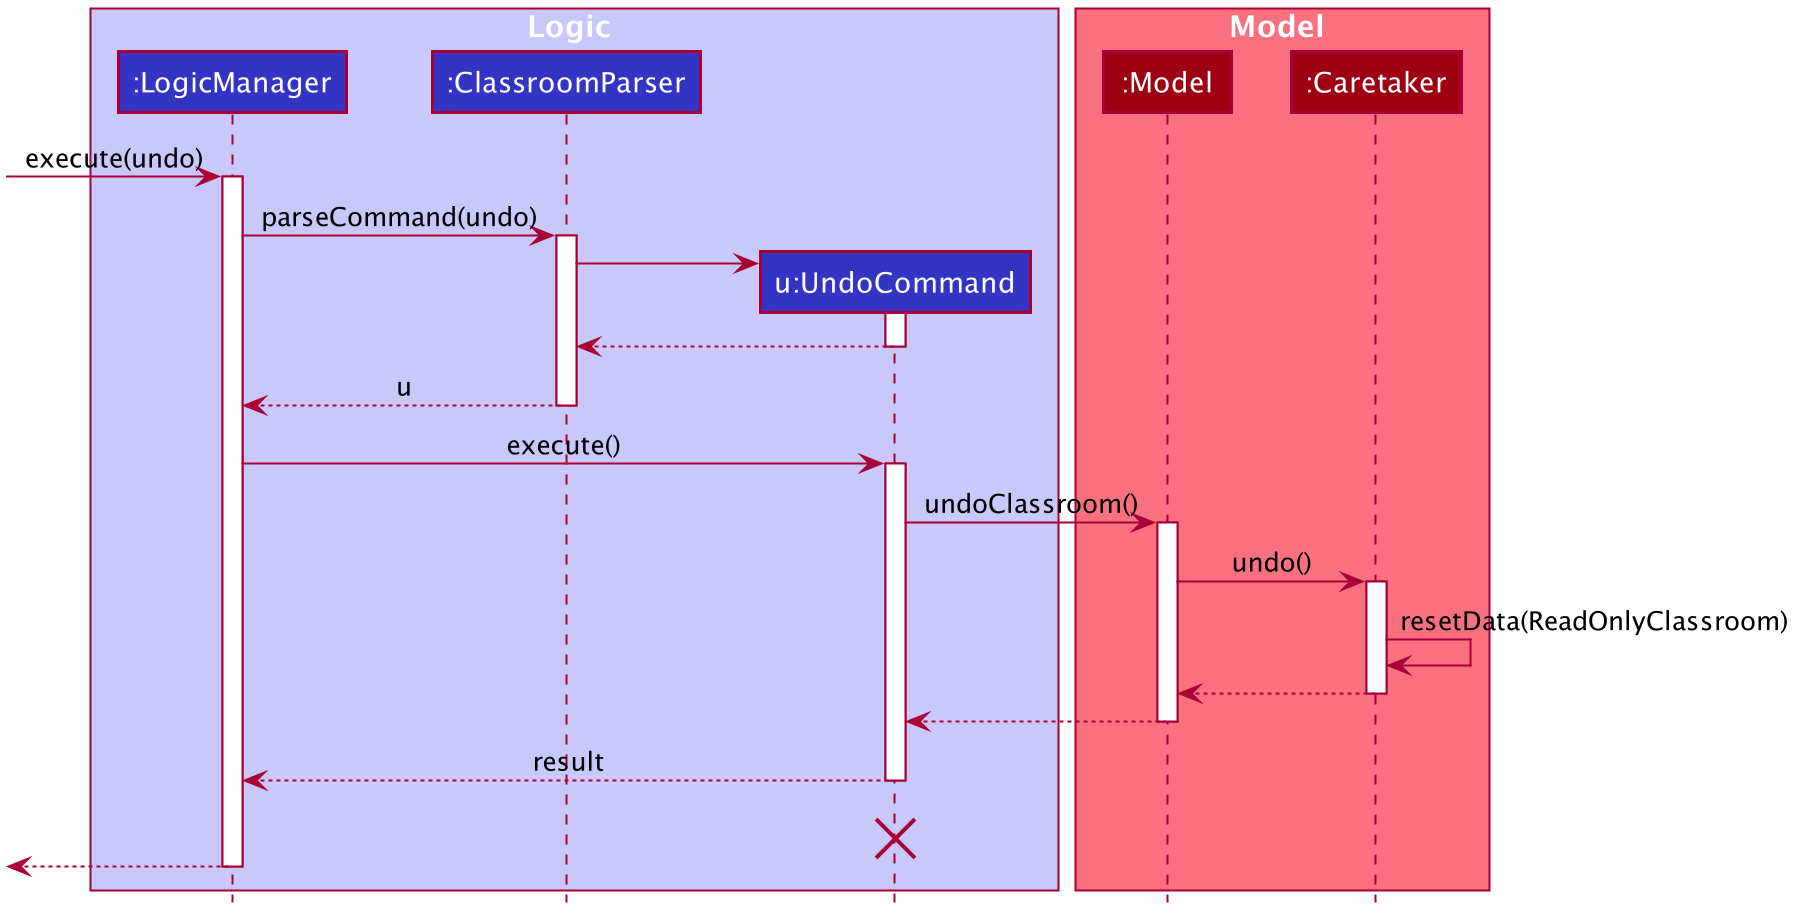 Logic
Model
:LogicManager
:ClassroomParser
:Model
:Caretaker
execute(undo)
parseCommand(undo)
u:UndoCommand
u
execute()
undoClassroom()
undo()
resetData(ReadOnlyClassroom)
result